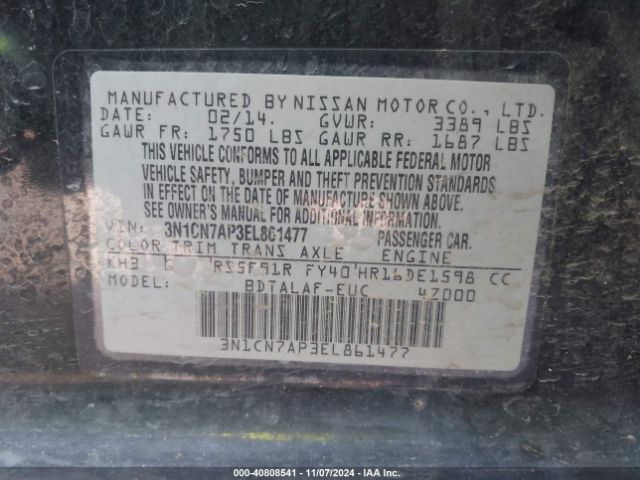 MANUFACTURED BY NISSAN MOTOR CO., LTD.
DATE: 02/14. GVWR: 3389 LBS
GAWR FR: 1750 LBS GAWR RR: 1687 LBS
THIS VEHICLE CONFORMS TO ALL APPLICABLE FEDERAL MOTOR
VEHICLE SAFETY, BUMPER AND THEFT PREVENTION STANDARDS
IN EFFECT ON THE DATE OF MANUFACTURE SHOWN ABOVE.
SEE OWNER'S MANUAL FOR ADDITIONAL INFORMATION.
VIN: 3N1CN7AP3EL861477 PASSENGER CAR.
COLOR TRIM TRANS AXLE ENGINE
KH3 G RS5F91R FY40 HR16DE1598 CC
MODEL: BDTALAF-EUC 47000
3N1CN7AP3EL861477
000-40808541 - 11/07/2024 - IAA Inc.